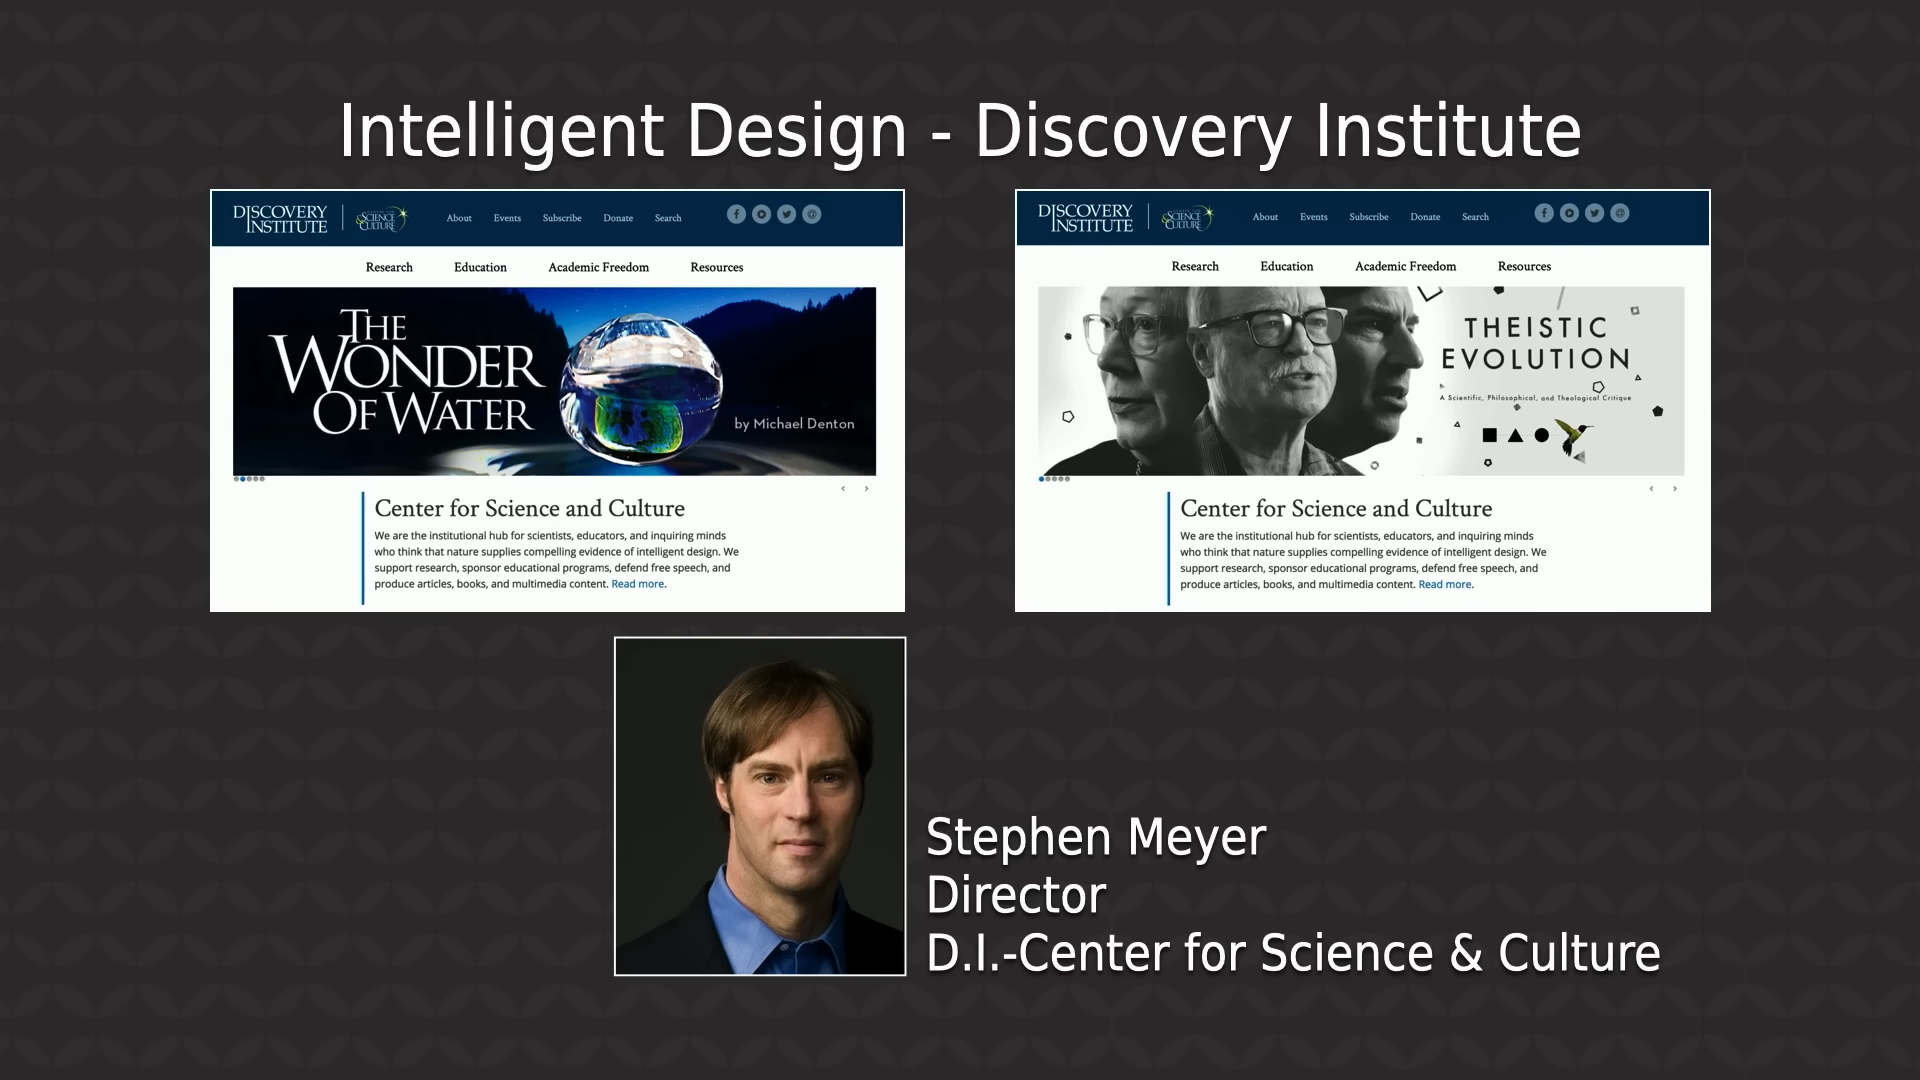 Intelligent Design - Discovery Institute
DISCOVERY
INSTITUTE
SCIENCE
CULTURE
About Events Subscribe Donate Search
Research Education Academic Freedom Resources
THE
WONDER
OF WATER
by Michael Denton
Center for Science and Culture
We are the institutional hub for scientists, educators, and inquiring minds
who think that nature supplies compelling evidence of intelligent design. We
support research, sponsor educational programs, defend free speech, and
produce articles, books, and multimedia content. Read more.
DISCOVERY
INSTITUTE
SCIENCE
CULTURE
About Events Subscribe Donate Search
Research Education Academic Freedom Resources
THEISTIC
EVOLUTION
A Scientific, Philosophical, and Theological Critique
Center for Science and Culture
We are the institutional hub for scientists, educators, and inquiring minds
who think that nature supplies compelling evidence of intelligent design. We
support research, sponsor educational programs, defend free speech, and
produce articles, books, and multimedia content. Read more.
Stephen Meyer
Director
D.I.-Center for Science & Culture